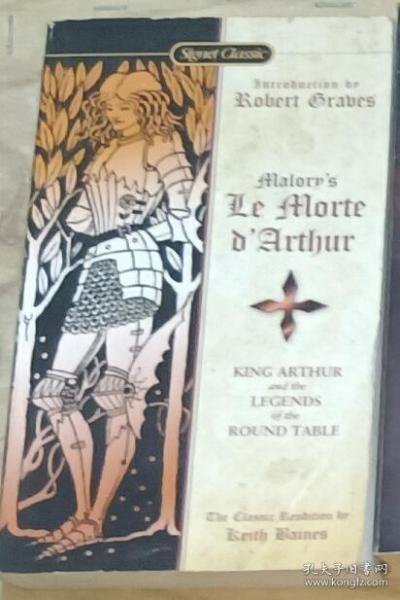 Signet Classic
Introduction by
Robert Graves
Malory's
Le Morte
d'Arthur
KING ARTHUR
and the
LEGENDS
of the
ROUND TABLE
The Classic Rendition by
Keith Baines
孔夫子旧书网
www.kongfz.com